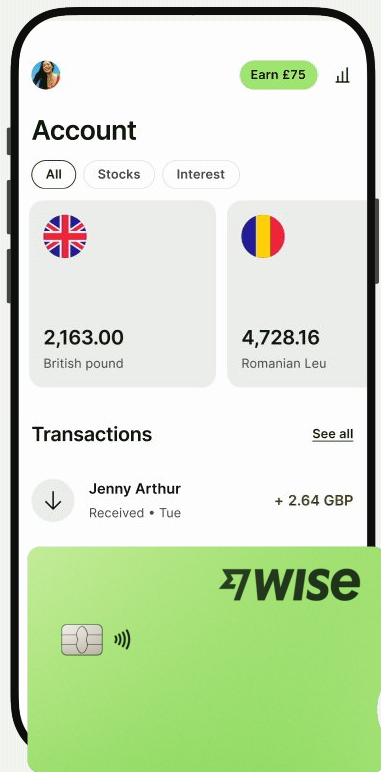 Earn £75
Account
All
Stocks
Interest
2,163.00
British pound
4,728.16
Romanian Leu
Transactions
See all
Jenny Arthur
+ 2.64 GBP
Received • Tue
wise